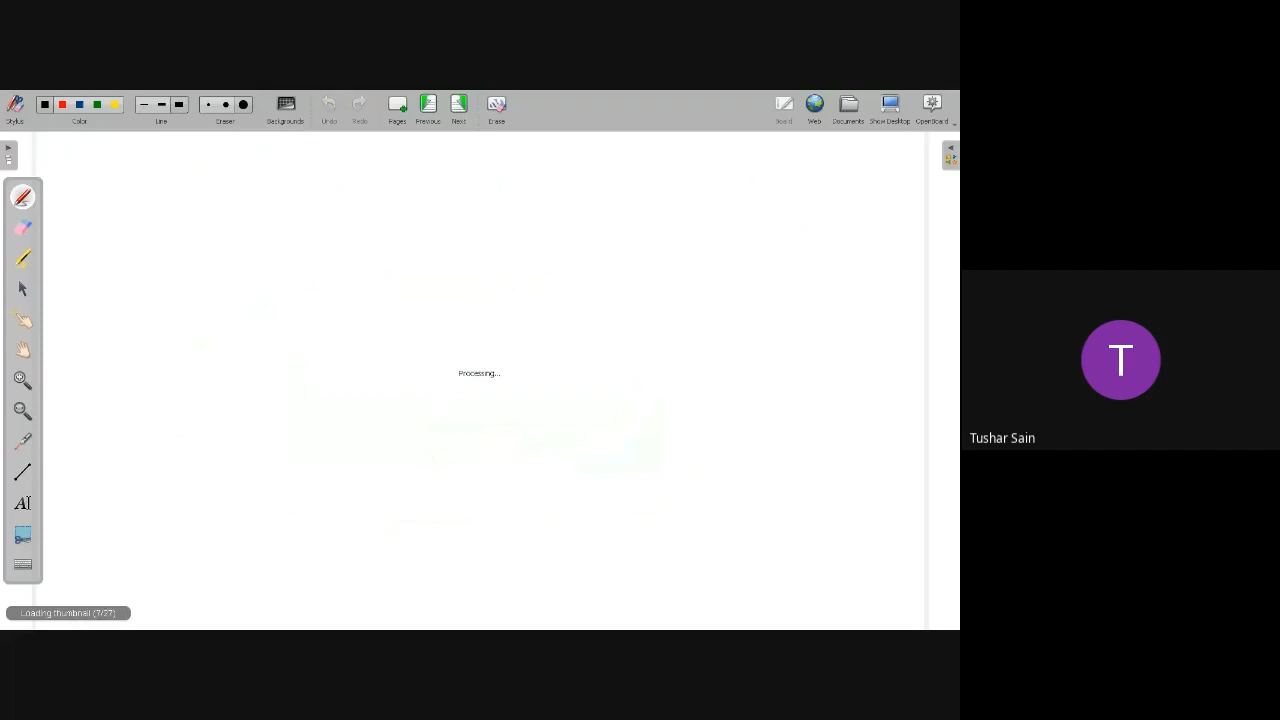 Stylus Color Line Eraser Backgrounds Undo Redo Pages Previous Next Erase Board Web Documents Show Desktop OpenBoard
Processing...
T
Tushar Sain
AI
Loading thumbnail (7/27)